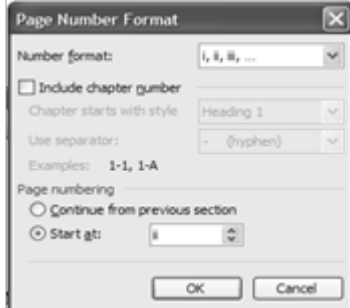 Page Number Format
Number format: i, ii, iii, ...
Include chapter number
Chapter starts with style Heading 1
Use separator: - (hyphen)
Examples: 1-1, 1-A
Page numbering
Continue from previous section
Start at: ii
OK Cancel